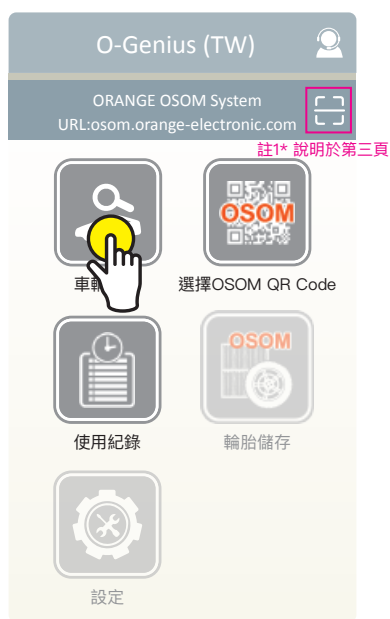 O-Genius (TW)
ORANGE OSOM System
URL:osom.orange-electronic.com
註1* 說明於第三頁
OSOM
車
選擇OSOM QR Code
OSOM
使用紀錄
輪胎儲存
設定